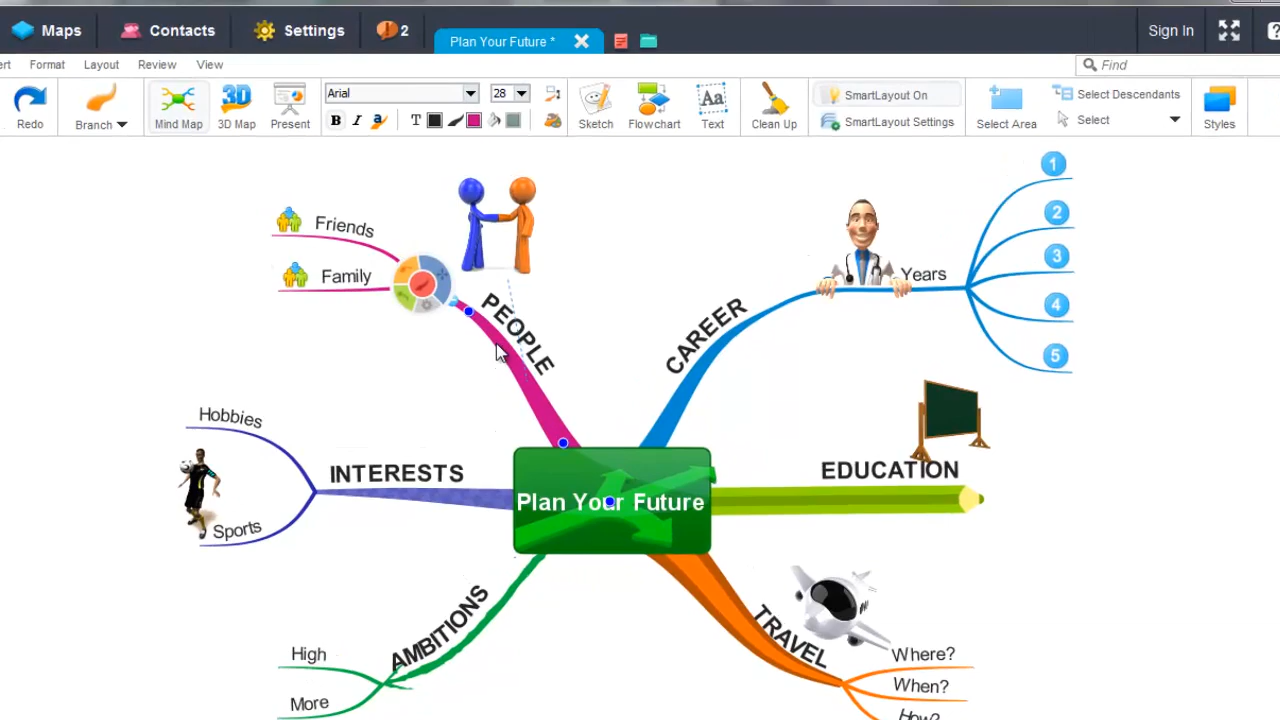 Maps
Contacts
Settings
2
Plan Your Future *
Sign In
?
ert
Format
Layout
Review
View
Find
Redo
Branch
Mind Map
3D
3D Map
Present
Arial
28
B
I
a
T
Sketch
Flowchart
Aa
Text
Clean Up
SmartLayout On
SmartLayout Settings
Select Area
Select Descendants
Select
Styles
Friends
Family
PEOPLE
CAREER
Years
1
2
3
4
5
Hobbies
INTERESTS
Sports
Plan Your Future
EDUCATION
AMBITIONS
High
More
TRAVEL
Where?
When?
How?